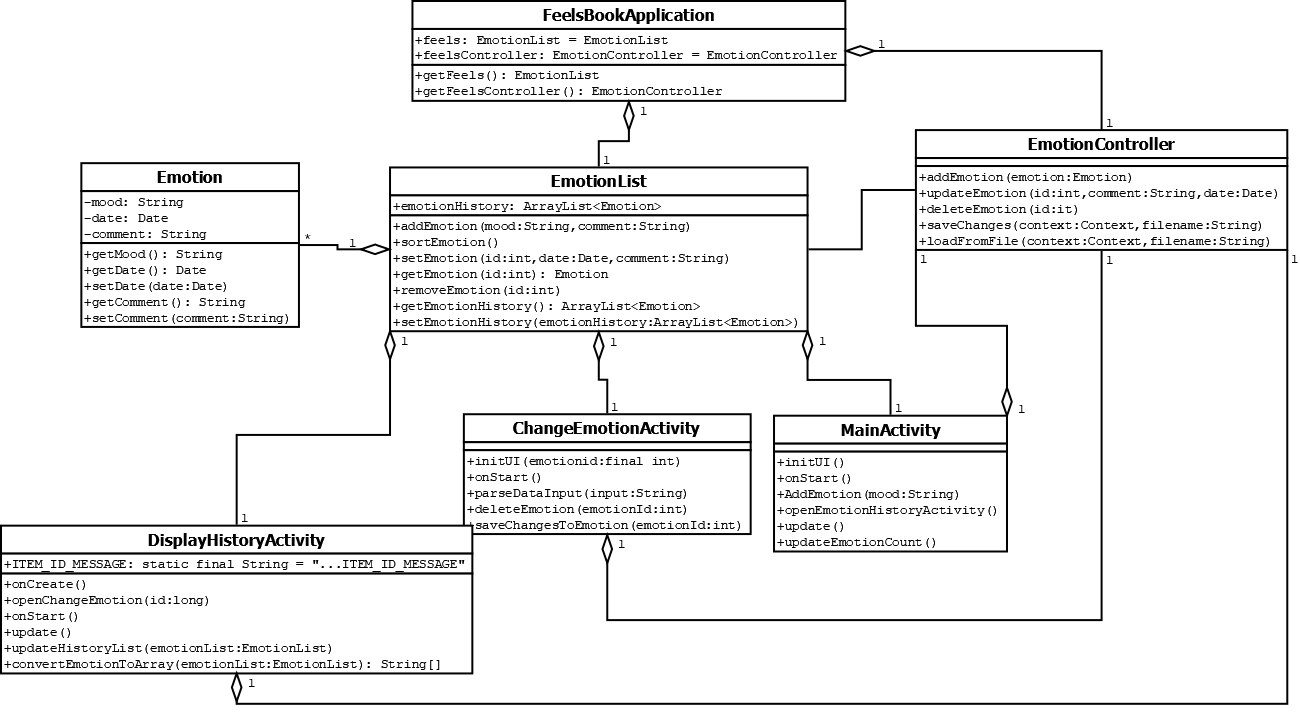 FeelsBookApplication
+feels: EmotionList = EmotionList
+feelsController: EmotionController = EmotionController
+getFeels(): EmotionList
+getFeelsController(): EmotionController
1
1
1
1
EmotionController
+addEmotion(emotion:Emotion)
+updateEmotion(id:int,comment:String,date:Date)
+deleteEmotion(id:it)
+saveChanges(context:Context,filename:String)
+loadFromFile(context:Context,filename:String)
1
1
1
Emotion
-mood: String
-date: Date
-comment: String
+getMood(): String
+getDate(): Date
+setDate(date:Date)
+getComment(): String
+setComment(comment:String)
*
1
EmotionList
+emotionHistory: ArrayList<Emotion>
+addEmotion(mood:String,comment:String)
+sortEmotion()
+setEmotion(id:int,date:Date,comment:String)
+getEmotion(id:int): Emotion
+removeEmotion(id:int)
+getEmotionHistory(): ArrayList<Emotion>
+setEmotionHistory(emotionHistory:ArrayList<Emotion>)
1
1
1
1
ChangeEmotionActivity
+initUI(emotionid:final int)
+onStart()
+parseDataInput(input:String)
+deleteEmotion(emotionId:int)
+saveChangesToEmotion(emotionId:int)
1
1
1
MainActivity
+initUI()
+onStart()
+AddEmotion(mood:String)
+openEmotionHistoryActivity()
+update()
+updateEmotionCount()
1
DisplayHistoryActivity
+ITEM_ID_MESSAGE: static final String = "...ITEM_ID_MESSAGE"
+onCreate()
+openChangeEmotion(id:long)
+onStart()
+update()
+updateHistoryList(emotionList:EmotionList)
+convertEmotionToArray(emotionList:EmotionList): String[]
1